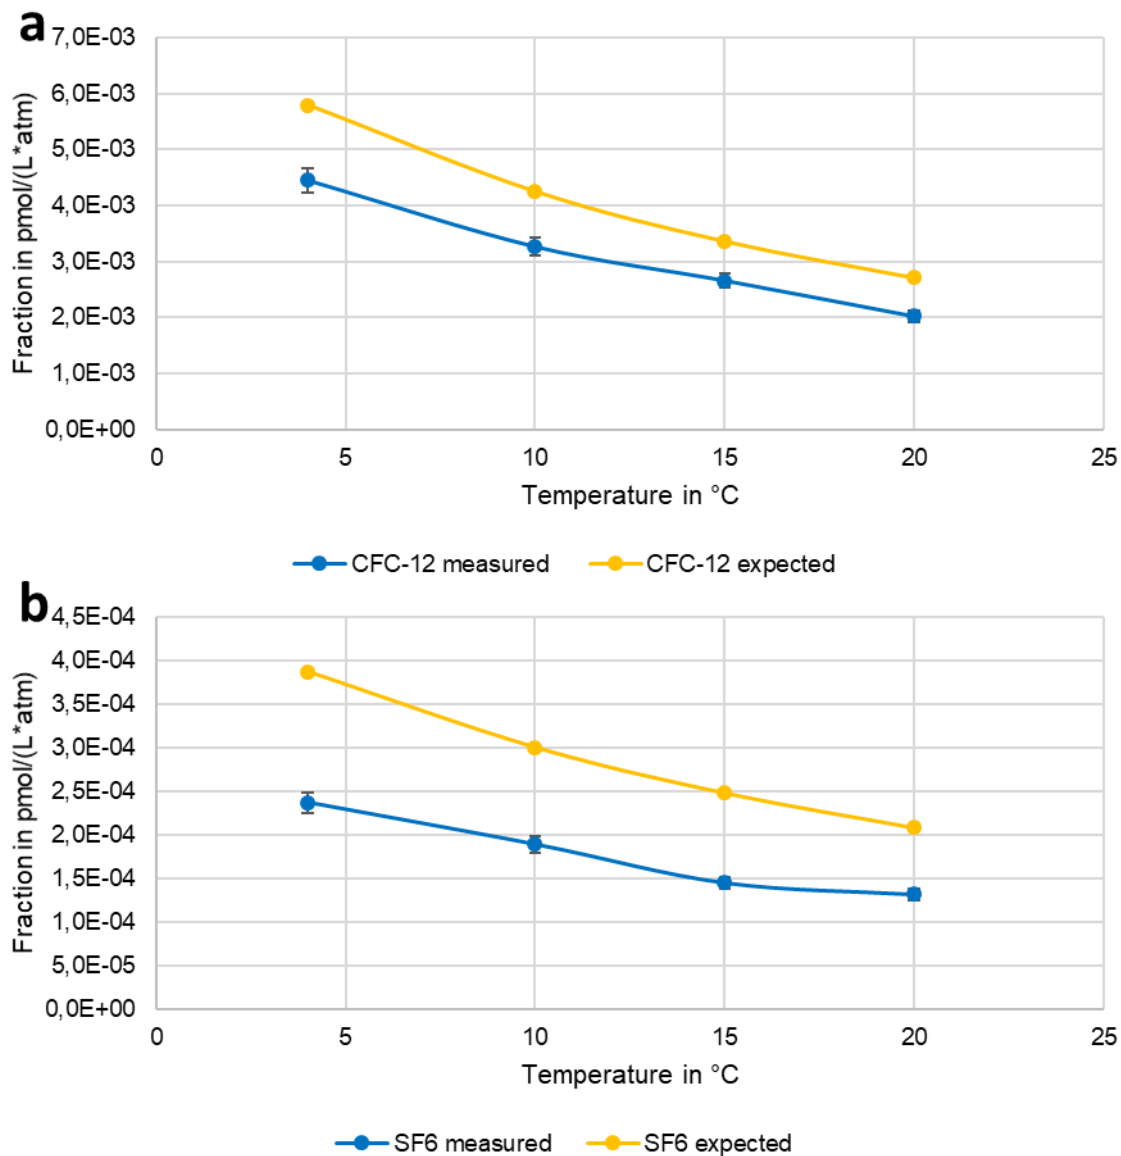 a
Fraction in pmol/(L*atm)
7,0E-03
6,0E-03
5,0E-03
4,0E-03
3,0E-03
2,0E-03
1,0E-03
0,0E+00
0 5 10 15 20 25
Temperature in °C
CFC-12 measured CFC-12 expected
b
Fraction in pmol/(L*atm)
4,5E-04
4,0E-04
3,5E-04
3,0E-04
2,5E-04
2,0E-04
1,5E-04
1,0E-04
5,0E-05
0,0E+00
0 5 10 15 20 25
Temperature in °C
SF6 measured SF6 expected